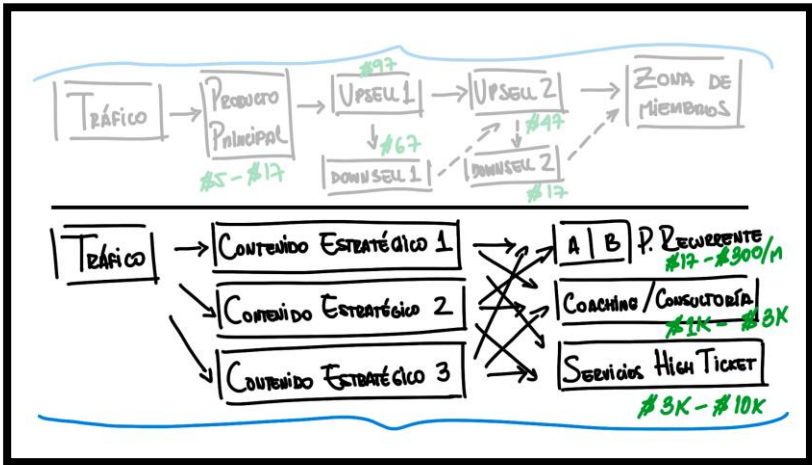 $97
TRÁFICO
PRODUCTO
PRINCIPAL
$5 - $17
UPSELL 1
$67
DOWNSELL 1
UPSELL 2
$47
DOWNSELL 2
$17
ZONA DE
MIEMBROS
TRÁFICO
CONTENIDO ESTRATÉGICO 1
CONTENIDO ESTRATÉGICO 2
CONTENIDO ESTRATÉGICO 3
A | B P. RECURRENTE
$17 - $300/M
COACHING / CONSULTORÍA
$1K - $3K
SERVICIOS HIGH TICKET
$3K - $10K